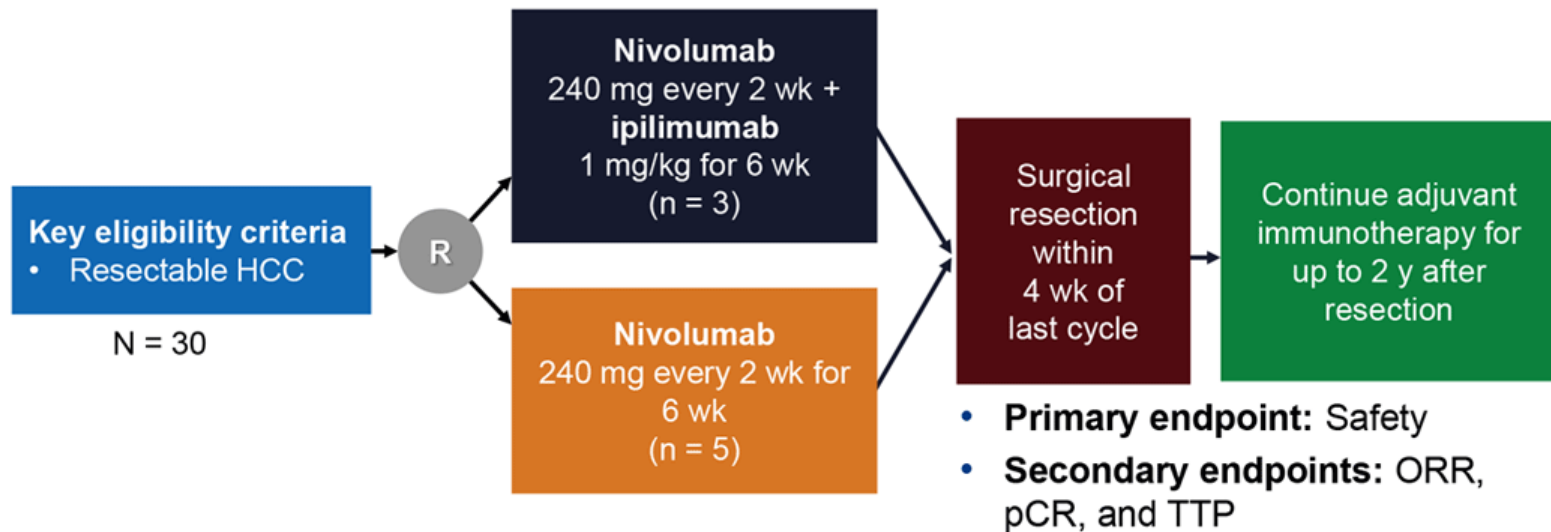 Key eligibility criteria
• Resectable HCC
N = 30
R
Nivolumab
240 mg every 2 wk +
ipilimumab
1 mg/kg for 6 wk
(n = 3)
Nivolumab
240 mg every 2 wk for
6 wk
(n = 5)
Surgical
resection
within
4 wk of
last cycle
Continue adjuvant
immunotherapy for
up to 2 y after
resection
• Primary endpoint: Safety
• Secondary endpoints: ORR,
pCR, and TTP